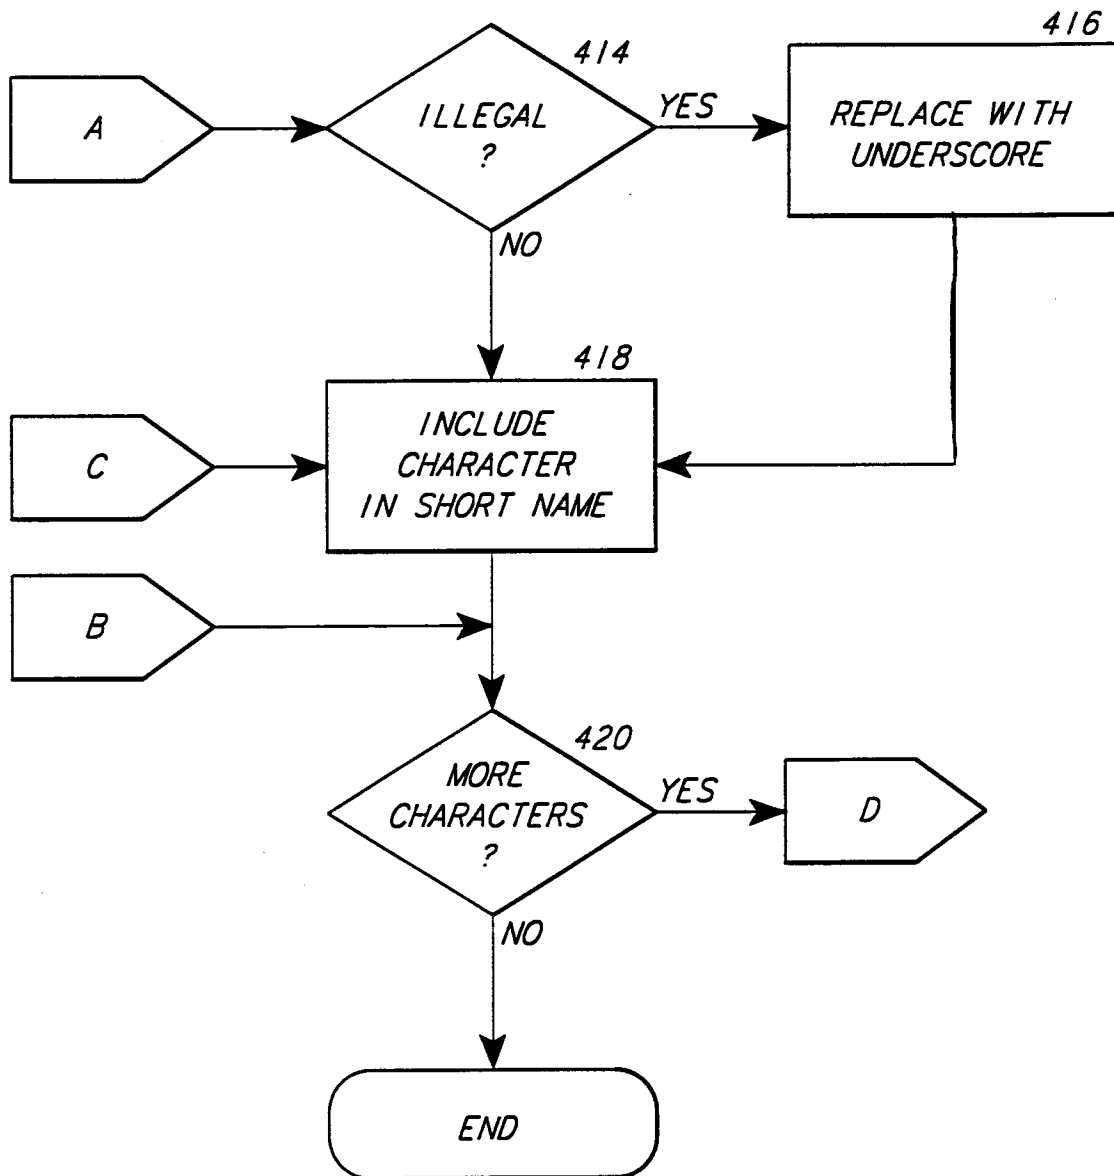 416
414
A
ILLEGAL
?
YES
REPLACE WITH
UNDERSCORE
NO
418
C
INCLUDE
CHARACTER
IN SHORT NAME
B
420
MORE
CHARACTERS
?
YES
D
NO
END